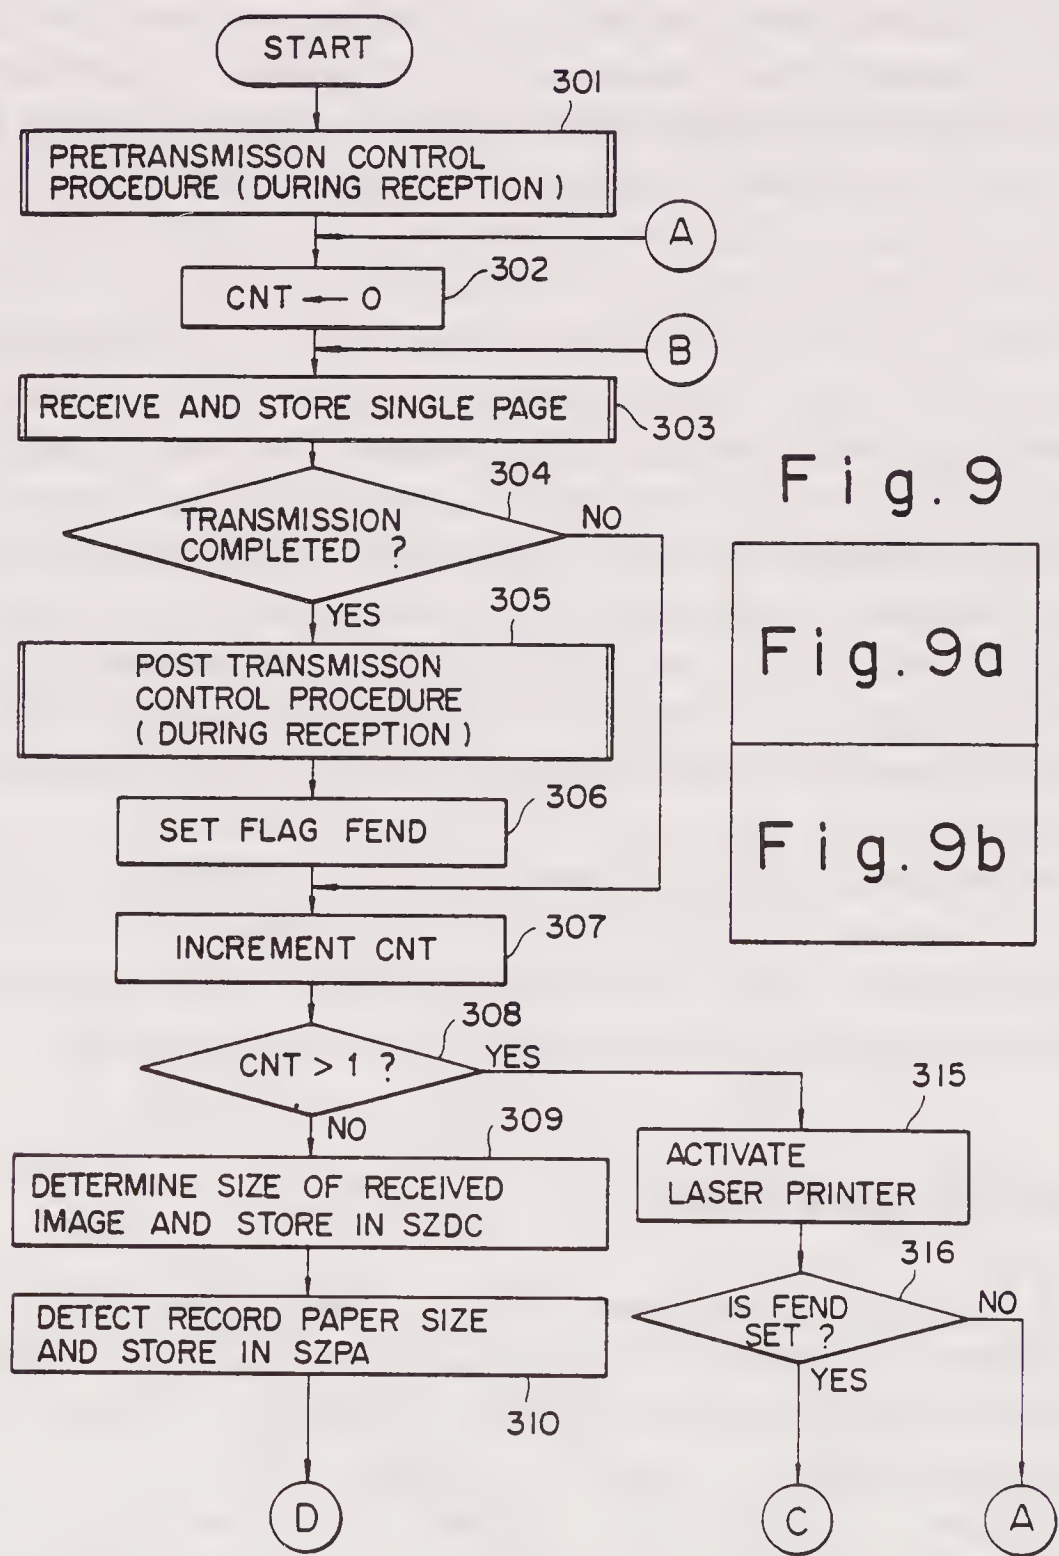 START
301
PRETRANSMISSON CONTROL
PROCEDURE (DURING RECEPTION)
A
302
CNT ← 0
B
RECEIVE AND STORE SINGLE PAGE
303
304
TRANSMISSION
COMPLETED ?
NO
YES
305
POST TRANSMISSON
CONTROL PROCEDURE
(DURING RECEPTION)
306
SET FLAG FEND
307
INCREMENT CNT
308
CNT > 1 ?
YES
NO
309
DETERMINE SIZE OF RECEIVED
IMAGE AND STORE IN SZDC
DETECT RECORD PAPER SIZE
AND STORE IN SZPA
310
D
315
ACTIVATE
LASER PRINTER
316
IS FEND
SET ?
NO
YES
C
A
Fig. 9
Fig. 9a
Fig. 9b